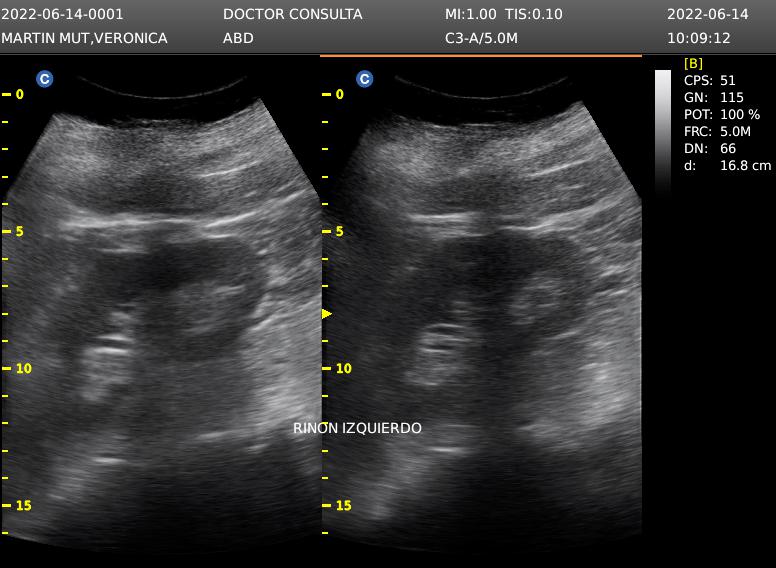 2022-06-14-0001 DOCTOR CONSULTA MI:1.00 TIS:0.10 2022-06-14
MARTIN MUT,VERONICA ABD C3-A/5.0M 10:09:12
[B]
CPS: 51
GN: 115
POT: 100 %
FRC: 5.0M
DN: 66
d: 16.8 cm
C C
0 0
5 5
10 10
RINON IZQUIERDO
15 15